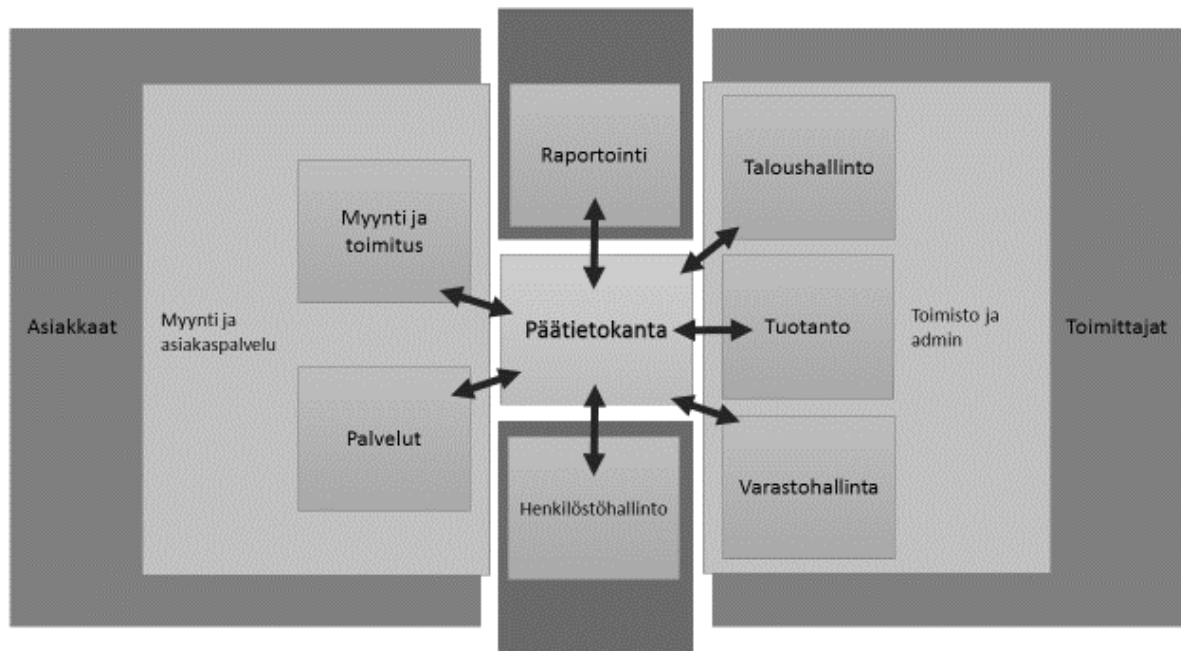 Asiakkaat
Myynti ja
asiakaspalvelu
Myynti ja
toimitus
Palvelut
Raportointi
Päätietokanta
Henkilöstöhallinto
Taloushallinto
Tuotanto
Varastohallinta
Toimisto ja
admin
Toimittajat